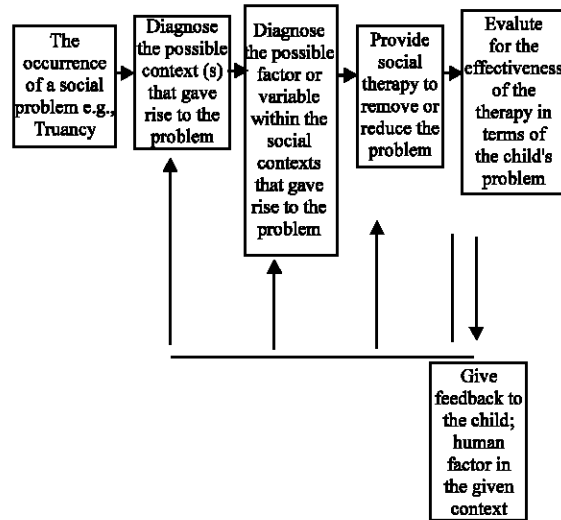 The
occurrence
of a social
problem e.g.,
Truancy
Diagnose
the possible
context (s)
that gave
rise to the
problem
Diagnose
the possible
factor or
variable
within the
social
contexts
that gave
rise to the
problem
Provide
social
therapy to
remove or
reduce the
problem
Evalute
for the
effectiveness
of the
therapy in
terms of
the child's
problem
Give
feedback to
the child;
human
factor in
the given
context